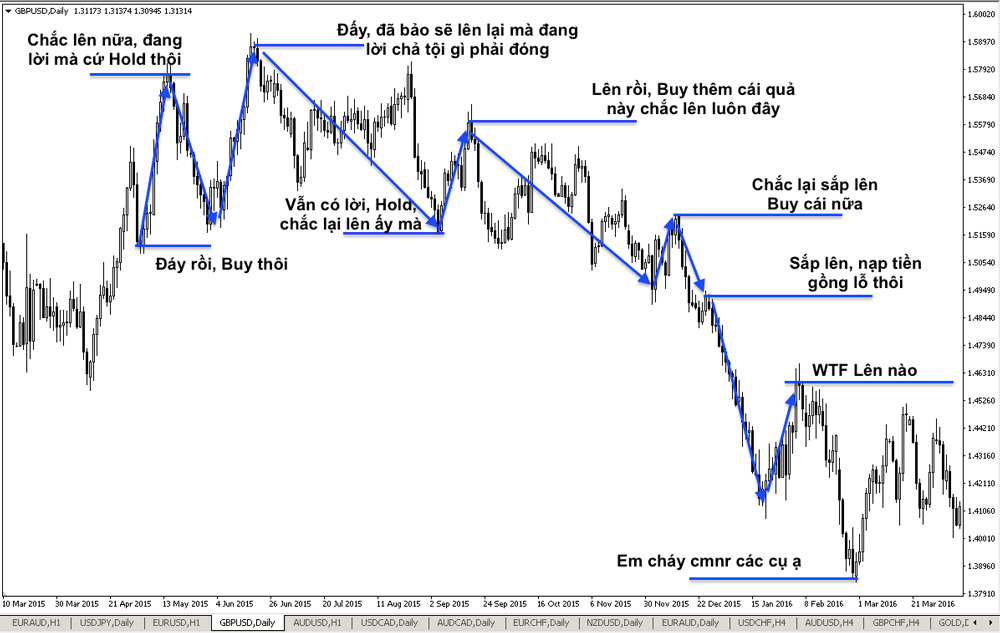 GBPUSD,Daily 1.31173 1.31374 1.30945 1.31314
Chắc lên nữa, đang
lời mà cứ Hold thôi
Đấy, đã bảo sẽ lên lại mà đang
lời chả tội gì phải đóng
Lên rồi, Buy thêm cái quả
này chắc lên luôn đây
Chắc lại sắp lên
Buy cái nữa
Vẫn có lời, Hold,
chắc lại lên ấy mà
Đáy rồi, Buy thôi
Sắp lên, nạp tiền
gồng lỗ thôi
WTF Lên nào
Em cháy cmnr các cụ ạ
1.60020
1.58970
1.57920
1.56840
1.55790
1.54740
1.53690
1.52640
1.51590
1.50540
1.49490
1.48440
1.47390
1.46310
1.45260
1.44210
1.43160
1.42110
1.41060
1.40010
1.38960
1.37910
10 Mar 2015 30 Mar 2015 21 Apr 2015 13 May 2015 4 Jun 2015 26 Jun 2015 20 Jul 2015 11 Aug 2015 2 Sep 2015 24 Sep 2015 16 Oct 2015 6 Nov 2015 30 Nov 2015 22 Dec 2015 15 Jan 2016 8 Feb 2016 1 Mar 2016 21 Mar 2016
EURAUD,H1 USDJPY,Daily EURUSD,H1 GBPUSD,Daily AUDUSD,H1 USDCAD,Daily AUDCAD,Daily EURCHF,Daily NZDUSD,Daily EURAUD,Daily USDCHF,H4 AUDUSD,H4 GBPCHF,H4 GOLD,D